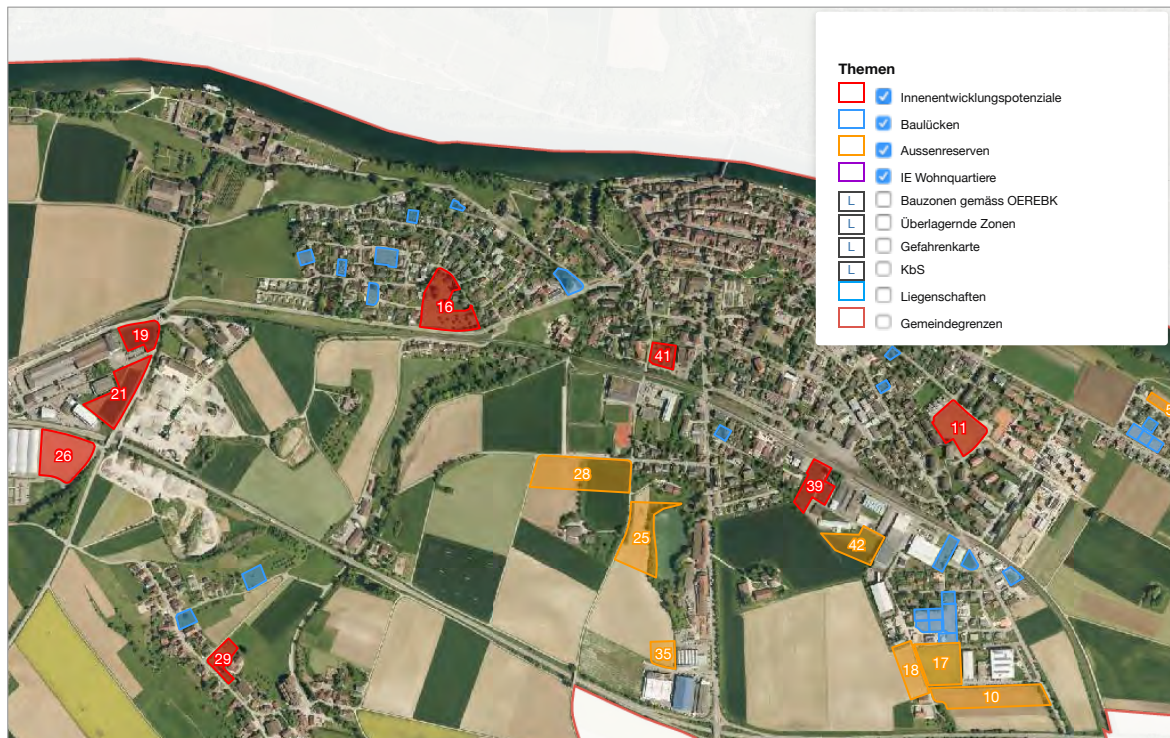 Themen
Innenentwicklungspotenziale
Baulücken
Aussenreserven
IE Wohnquartiere
L Bauzonen gemäss OEREBK
L Überlagernde Zonen
L Gefahrenkarte
L KbS
Liegenschaften
Gemeindegrenzen
16
19
41
21
11
26
28
39
25
42
29
35
18
17
10